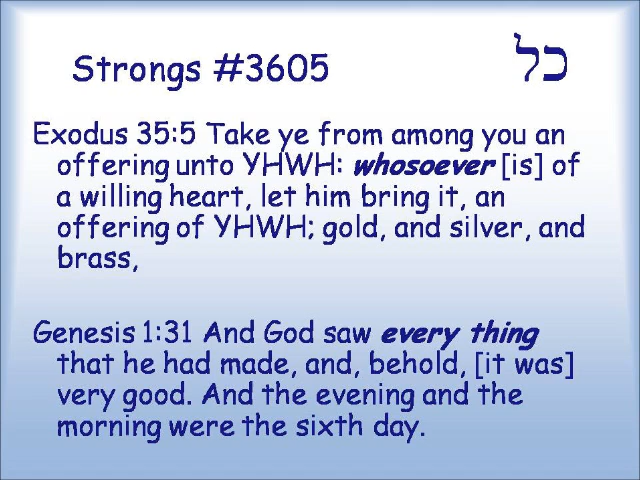 Strongs #3605 כל
Exodus 35:5 Take ye from among you an
offering unto YHWH: whosoever [is] of
a willing heart, let him bring it, an
offering of YHWH; gold, and silver, and
brass,
Genesis 1:31 And God saw every thing
that he had made, and, behold, [it was]
very good. And the evening and the
morning were the sixth day.